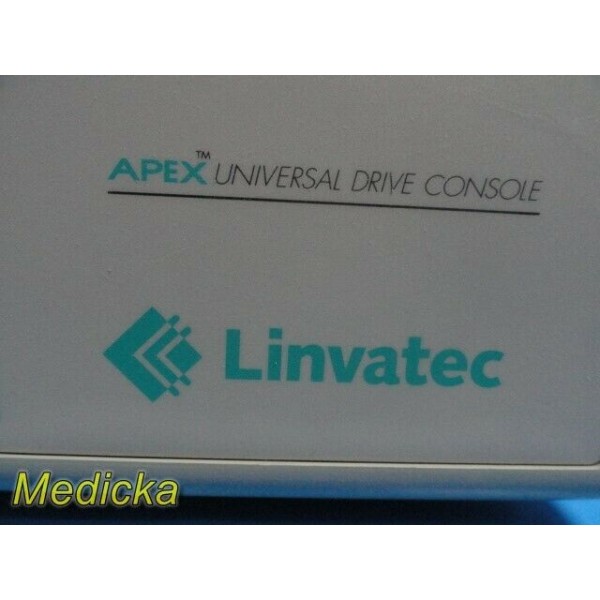 APEX™ UNIVERSAL DRIVE CONSOLE
Linvatec
Medicka